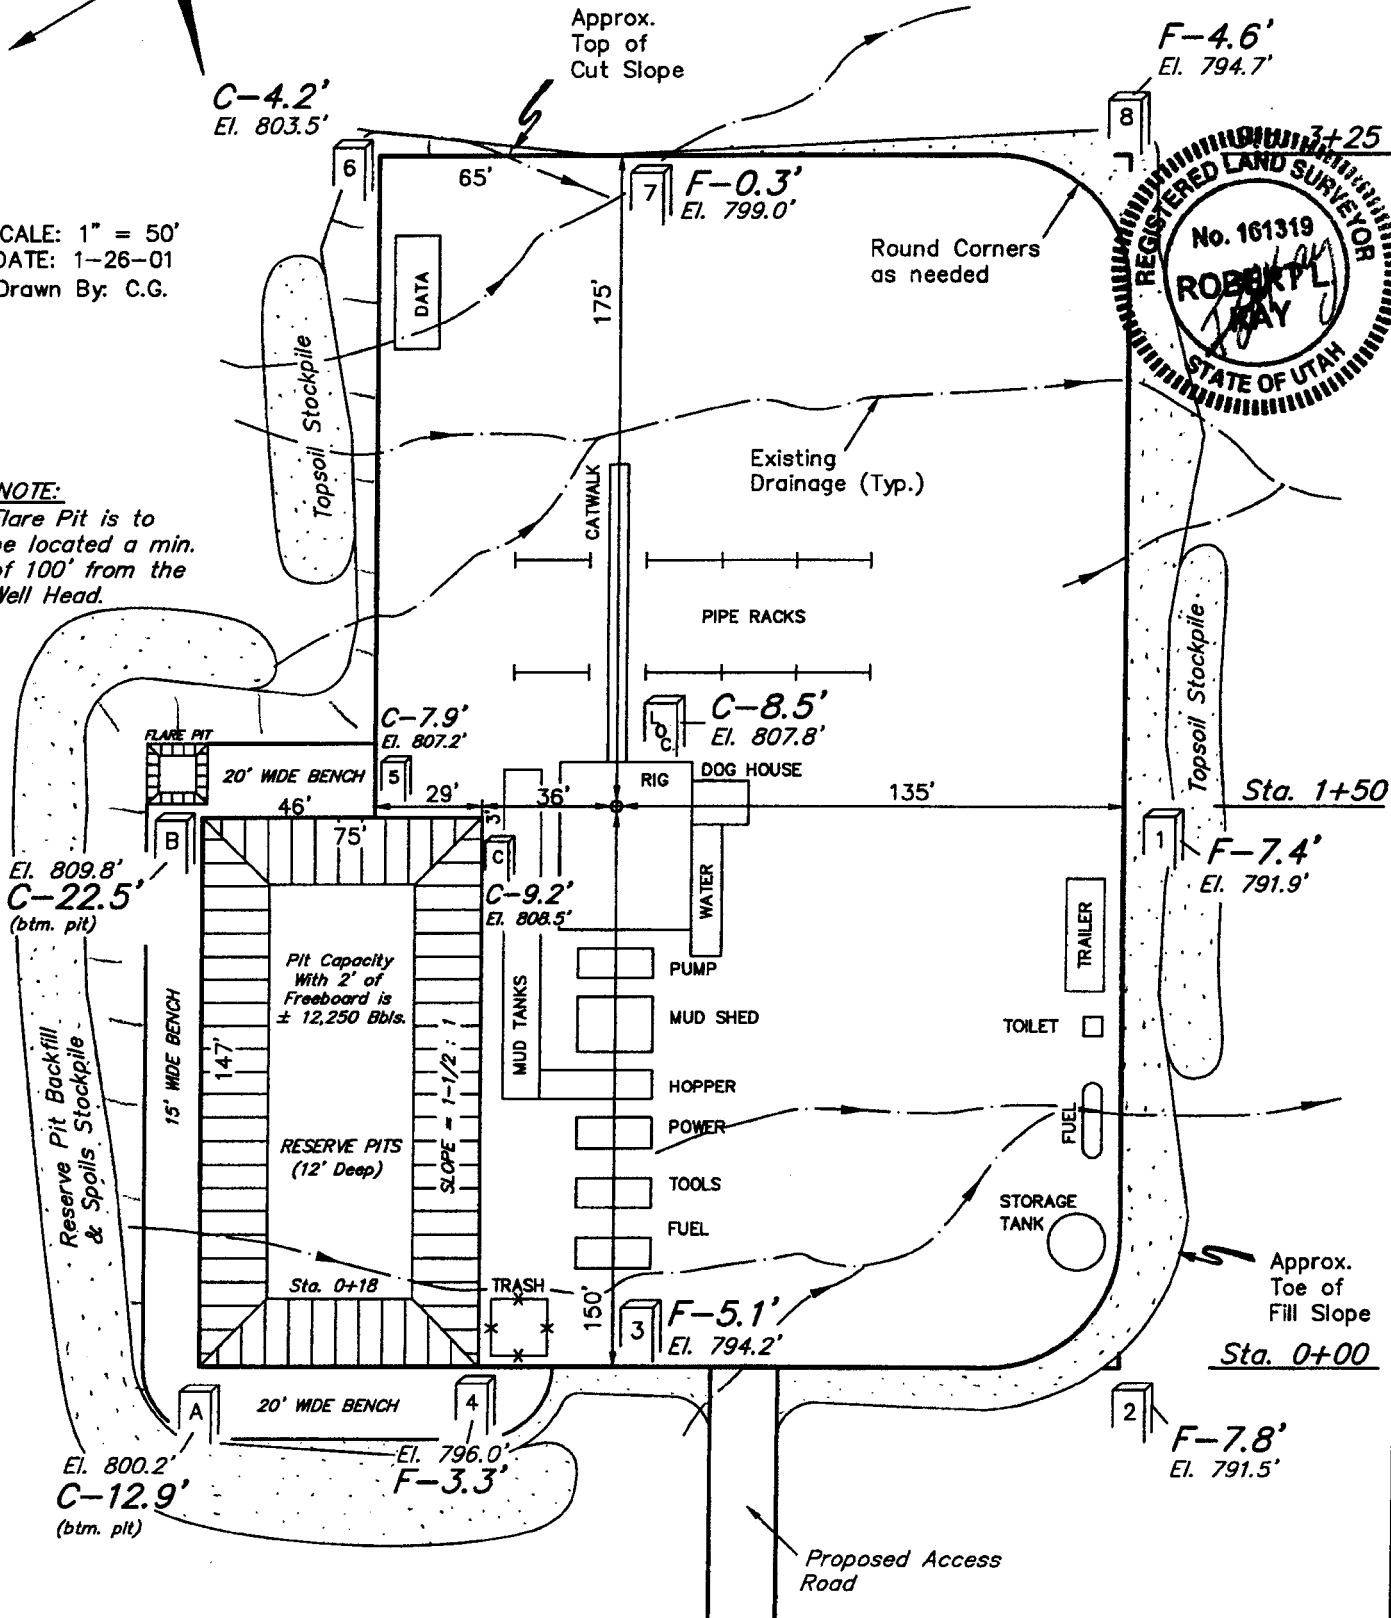 Approx.
Top of
Cut Slope
F-4.6'
El. 794.7'
C-4.2'
El. 803.5'
8
3+25
6
65'
7
F-0.3'
El. 799.0'
REGISTERED LAND SURVEYOR
No. 161319
ROBERT L.
KAY
STATE OF UTAH
CALE: 1" = 50'
DATE: 1-26-01
Drawn By: C.G.
Round Corners
as needed
DATA
175'
Topsoil Stockpile
Existing
Drainage (Typ.)
CATWALK
NOTE:
Flare Pit is to
be located a min.
of 100' from the
Well Head.
PIPE RACKS
Topsoil Stockpile
C-7.9'
El. 807.2'
LOC.
C-8.5'
El. 807.8'
FLARE PIT
20' WIDE BENCH
5
RIG
DOG HOUSE
46'
29'
36'
135'
Sta. 1+50
75'
3'
B
C
1
El. 809.8'
C-22.5'
(btm. pit)
C-9.2'
El. 808.5'
WATER
F-7.4'
El. 791.9'
TRAILER
Pit Capacity
With 2' of
Freeboard is
± 12,250 Bbls.
PUMP
MUD SHED
MUD TANKS
TOILET
15' WIDE BENCH
147'
SLOPE = 1-1/2 : 1
HOPPER
Reserve Pit Backfill
& Spoils Stockpile
RESERVE PITS
(12' Deep)
POWER
FUEL
TOOLS
STORAGE
TANK
FUEL
Sta. 0+18
TRASH
150'
3
F-5.1'
El. 794.2'
Approx.
Toe of
Fill Slope
Sta. 0+00
A
20' WIDE BENCH
4
2
El. 800.2'
C-12.9'
(btm. pit)
El. 796.0'
F-3.3'
F-7.8'
El. 791.5'
Proposed Access
Road